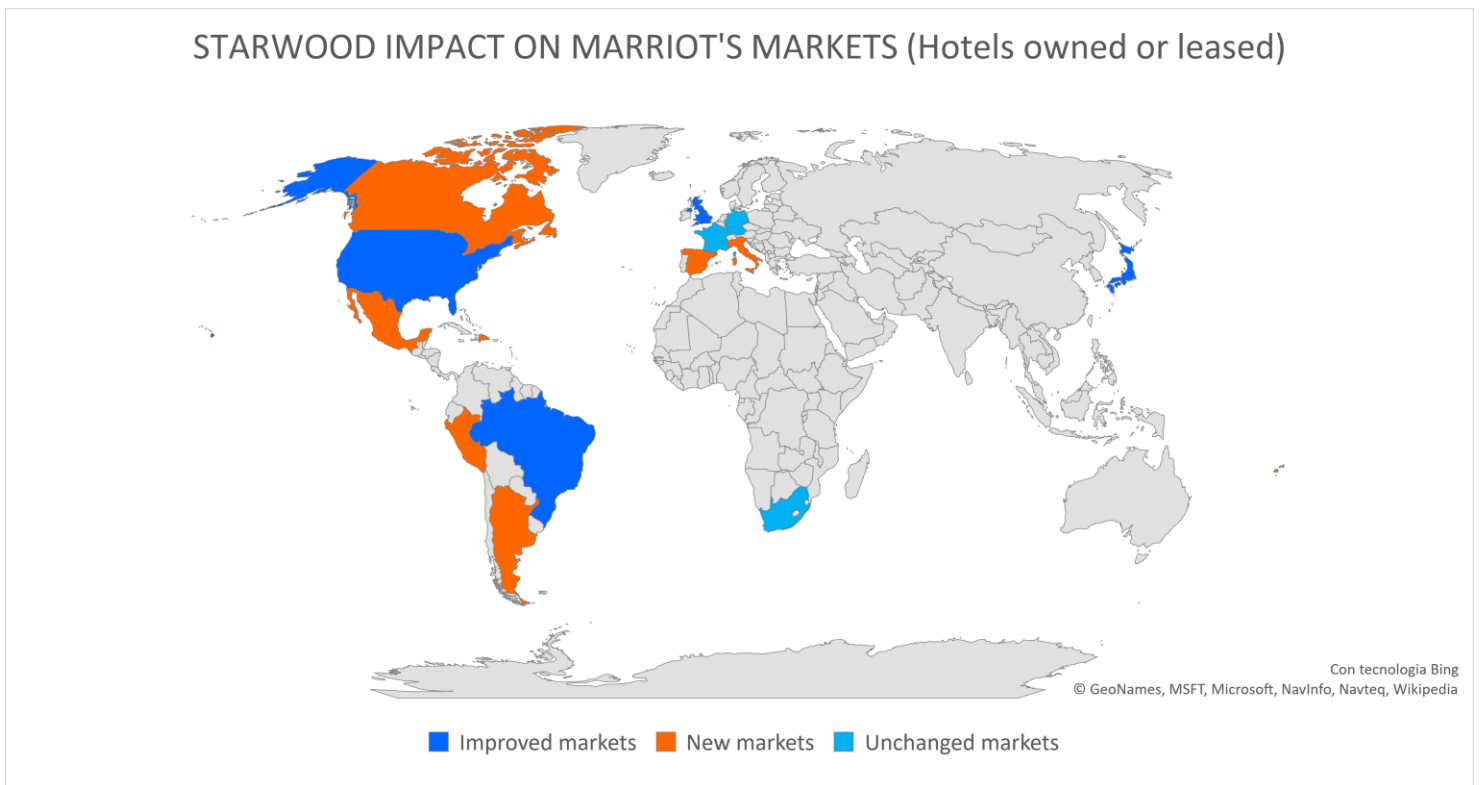 STARWOOD IMPACT ON MARRIOT'S MARKETS (Hotels owned or leased)
Con tecnologia Bing
© GeoNames, MSFT, Microsoft, NavInfo, Navteq, Wikipedia
Improved markets New markets Unchanged markets